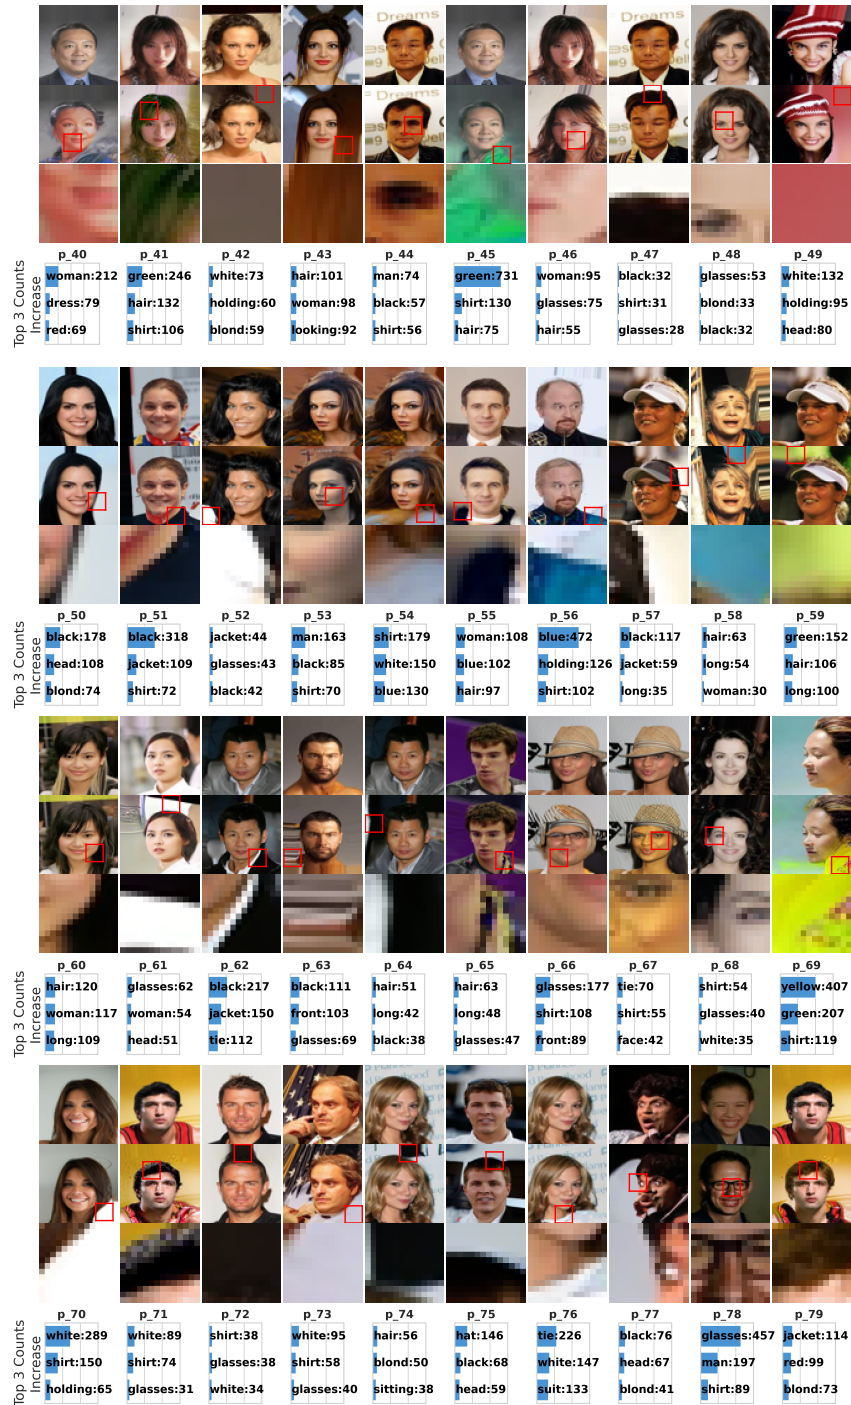 Dreams Dreams
p_40 p_41 p_42 p_43 p_44 p_45 p_46 p_47 p_48 p_49
Top 3 Counts
Increase
woman:212 green:246 white:73 hair:101 man:74 green:731 woman:95 black:32 glasses:53 white:132
dress:79 hair:132 holding:60 woman:98 black:57 shirt:130 glasses:75 shirt:31 blond:33 holding:95
red:69 shirt:106 blond:59 looking:92 shirt:56 hair:75 hair:55 glasses:28 black:32 head:80
p_50 p_51 p_52 p_53 p_54 p_55 p_56 p_57 p_58 p_59
Top 3 Counts
Increase
black:178 black:318 jacket:44 man:163 shirt:179 woman:108 blue:472 black:117 hair:63 green:152
head:108 jacket:109 glasses:43 black:85 white:150 blue:102 holding:126 jacket:59 long:54 hair:106
blond:74 shirt:72 black:42 shirt:70 blue:130 hair:97 shirt:102 long:35 woman:30 long:100
p_60 p_61 p_62 p_63 p_64 p_65 p_66 p_67 p_68 p_69
Top 3 Counts
Increase
hair:120 glasses:62 black:217 black:111 hair:51 hair:63 glasses:177 tie:70 shirt:54 yellow:407
woman:117 woman:54 jacket:150 front:103 long:42 long:48 shirt:108 shirt:55 glasses:40 green:207
long:109 head:51 tie:112 glasses:69 black:38 glasses:47 front:89 face:42 white:35 shirt:119
p_70 p_71 p_72 p_73 p_74 p_75 p_76 p_77 p_78 p_79
Top 3 Counts
Increase
white:289 white:89 shirt:38 white:95 hair:56 hat:146 tie:226 black:76 glasses:457 jacket:114
shirt:150 shirt:74 glasses:38 shirt:58 blond:50 black:68 white:147 head:67 man:197 red:99
holding:65 glasses:31 white:34 glasses:40 sitting:38 head:59 suit:133 blond:41 shirt:89 blond:73